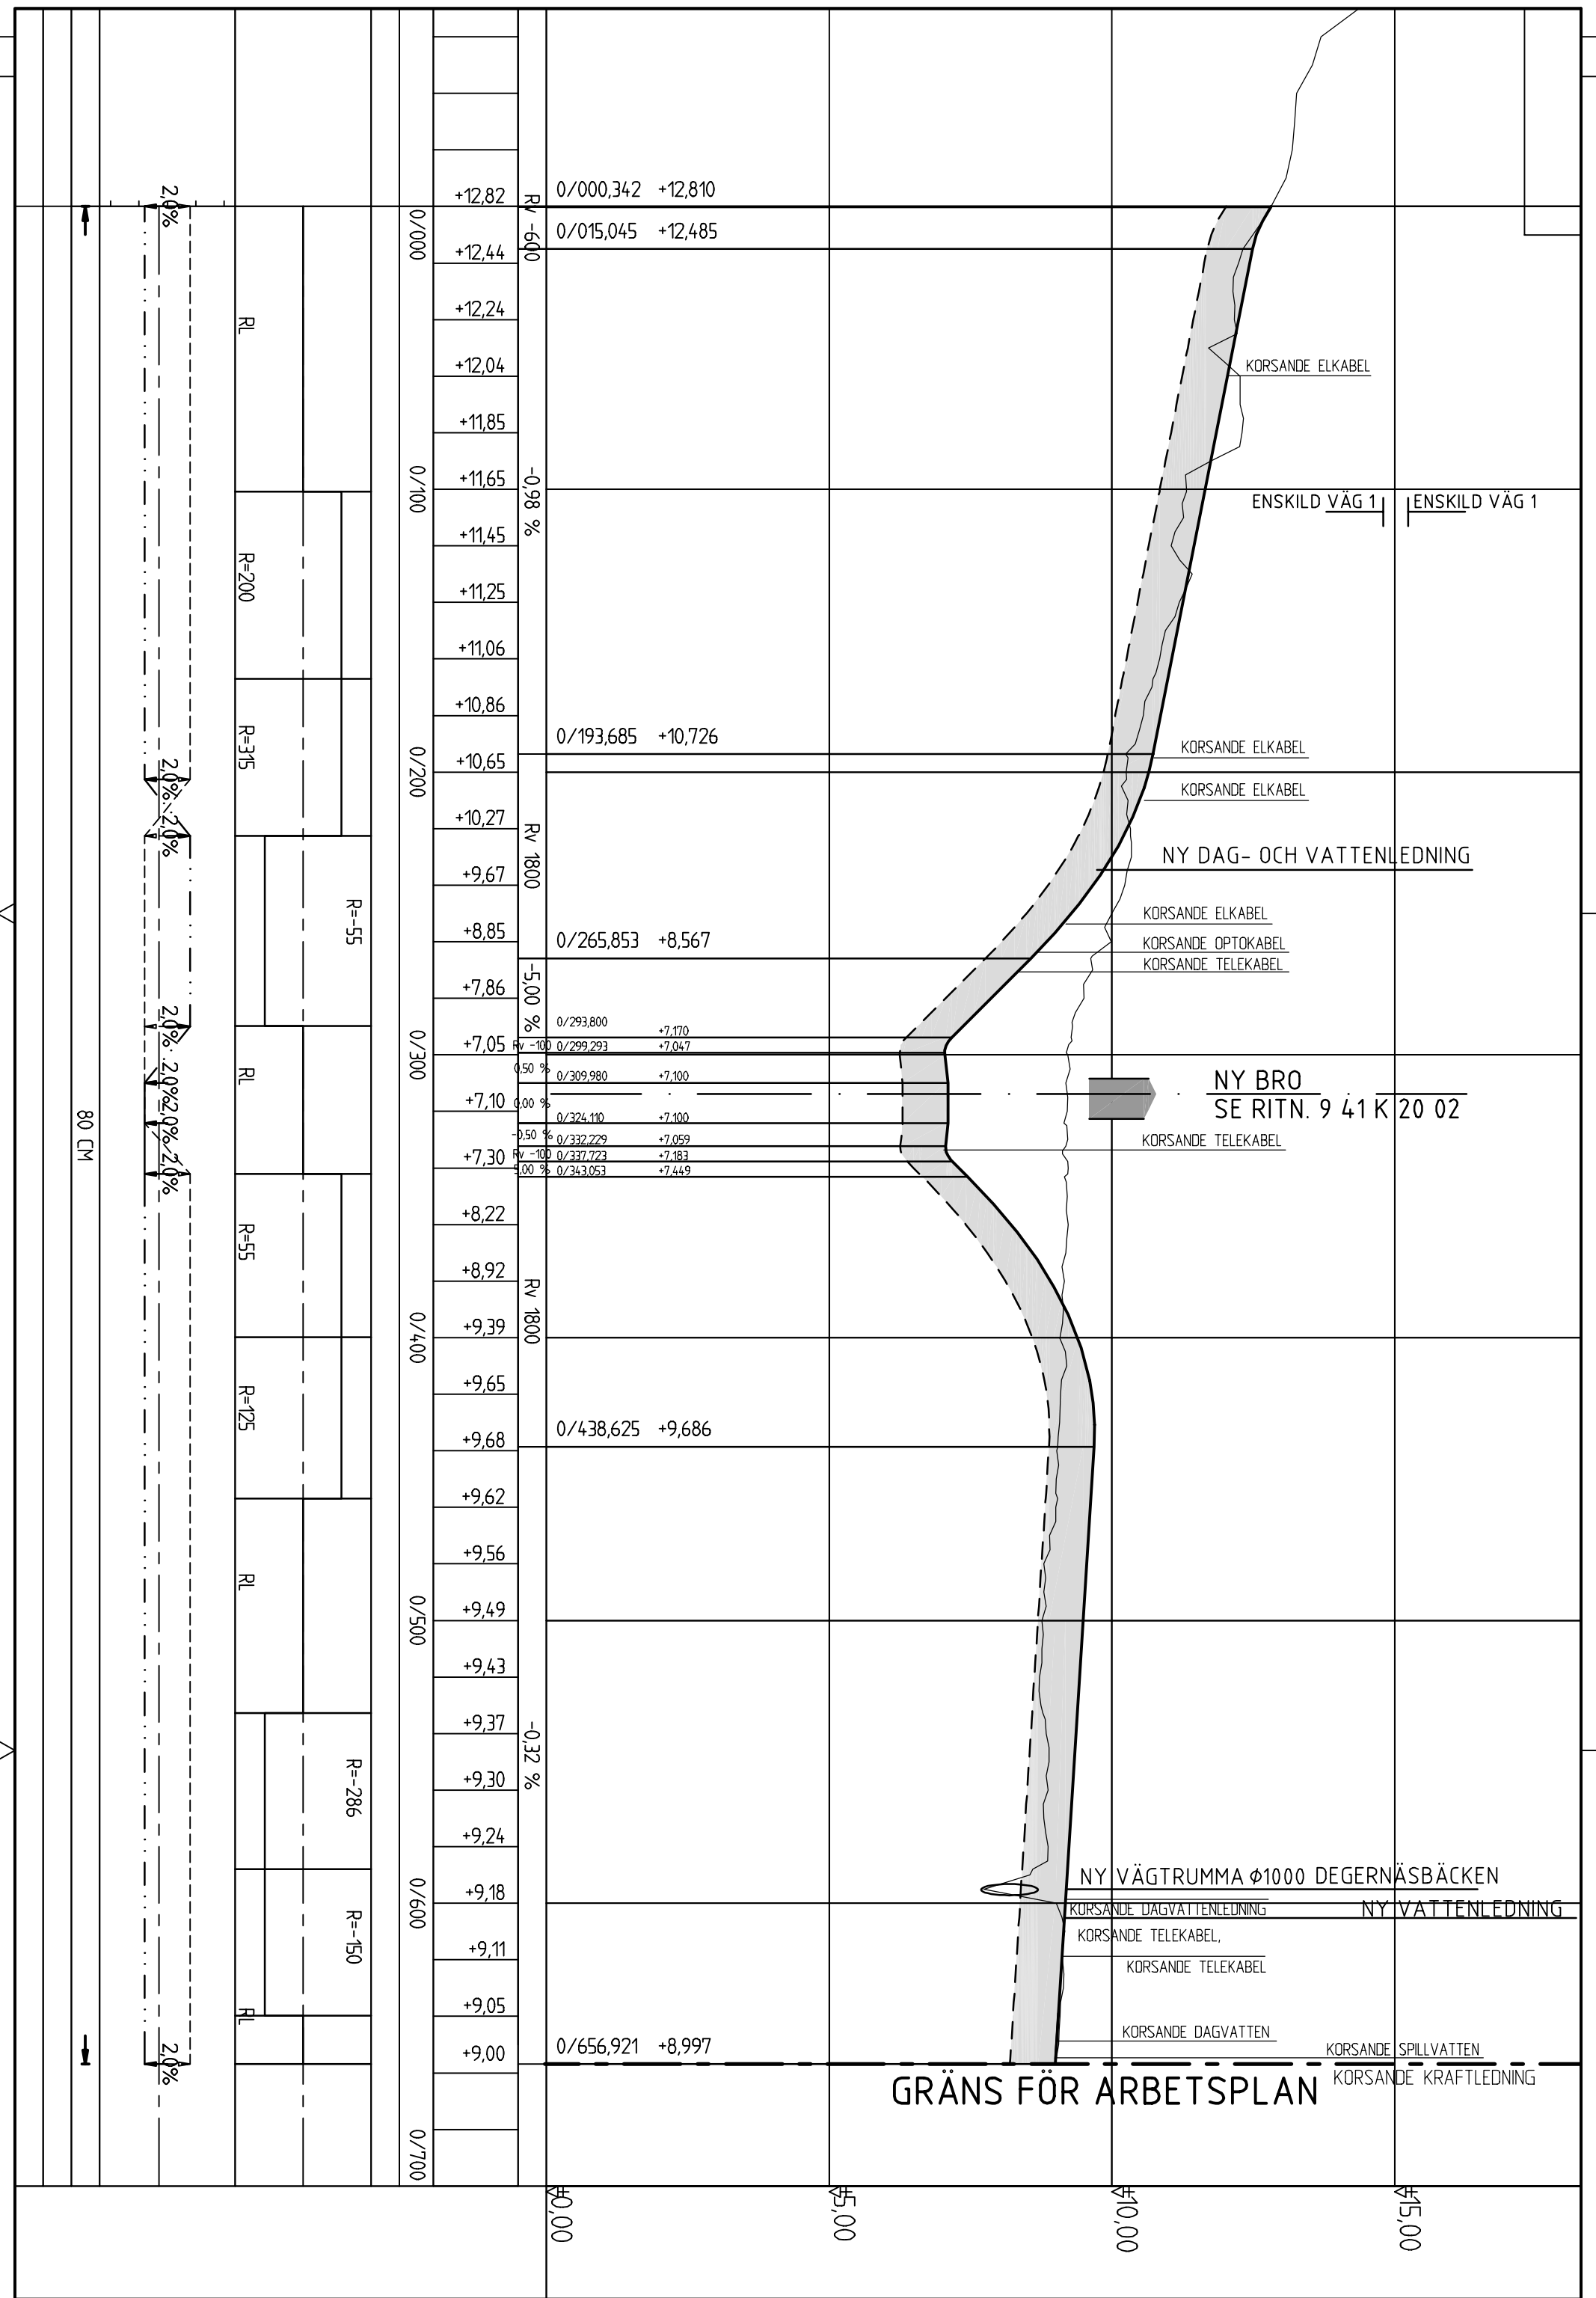 2,0%
+12,82
Rv -600
0/000,342 +12,810
0/000
0/015,045 +12,485
+12,44
+12,24
RL
+12,04
KORSANDE ELKABEL
+11,85
0/100
+11,65
-0,98 %
ENSKILD VÄG 1
ENSKILD VÄG 1
+11,45
R=200
+11,25
+11,06
+10,86
R=315
0/193,685 +10,726
KORSANDE ELKABEL
2,0%
0/200
+10,65
KORSANDE ELKABEL
2,0%
+10,27
Rv 1800
NY DAG- OCH VATTENLEDNING
+9,67
R=-55
KORSANDE ELKABEL
+8,85
0/265,853 +8,567
KORSANDE OPTOKABEL
KORSANDE TELEKABEL
-5,00 %
+7,86
2,0%
0/293,800 +7,170
0/300
+7,05
Rv -100
0/299,293 +7,047
RL
2,0%
0,50 %
0/309,980 +7,100
NY BRO
SE RITN. 9 41 K 20 02
+7,10
0,00 %
0/324,110 +7,100
2,0%
-0,50 %
0/332,229 +7,059
KORSANDE TELEKABEL
80 CM
2,0%
+7,30
Rv -100
0/337,723 +7,183
5,00 %
0/343,053 +7,449
+8,22
R=55
+8,92
Rv 1800
0/400
+9,39
+9,65
R=125
0/438,625 +9,686
+9,68
+9,62
+9,56
RL
0/500
+9,49
+9,43
+9,37
-0,32 %
R=-286
+9,30
+9,24
NY VÄGTRUMMA Ø1000 DEGERNÄSBÄCKEN
0/600
+9,18
KORSANDE DAGVATTENLEDNING
NY VATTENLEDNING
R=-150
KORSANDE TELEKABEL,
+9,11
KORSANDE TELEKABEL
+9,05
RL
KORSANDE DAGVATTEN
2,0%
+9,00
0/656,921 +8,997
KORSANDE SPILLVATTEN
GRÄNS FÖR ARBETSPLAN
KORSANDE KRAFTLEDNING
0/700
±0,00
+5,00
+10,00
+15,00